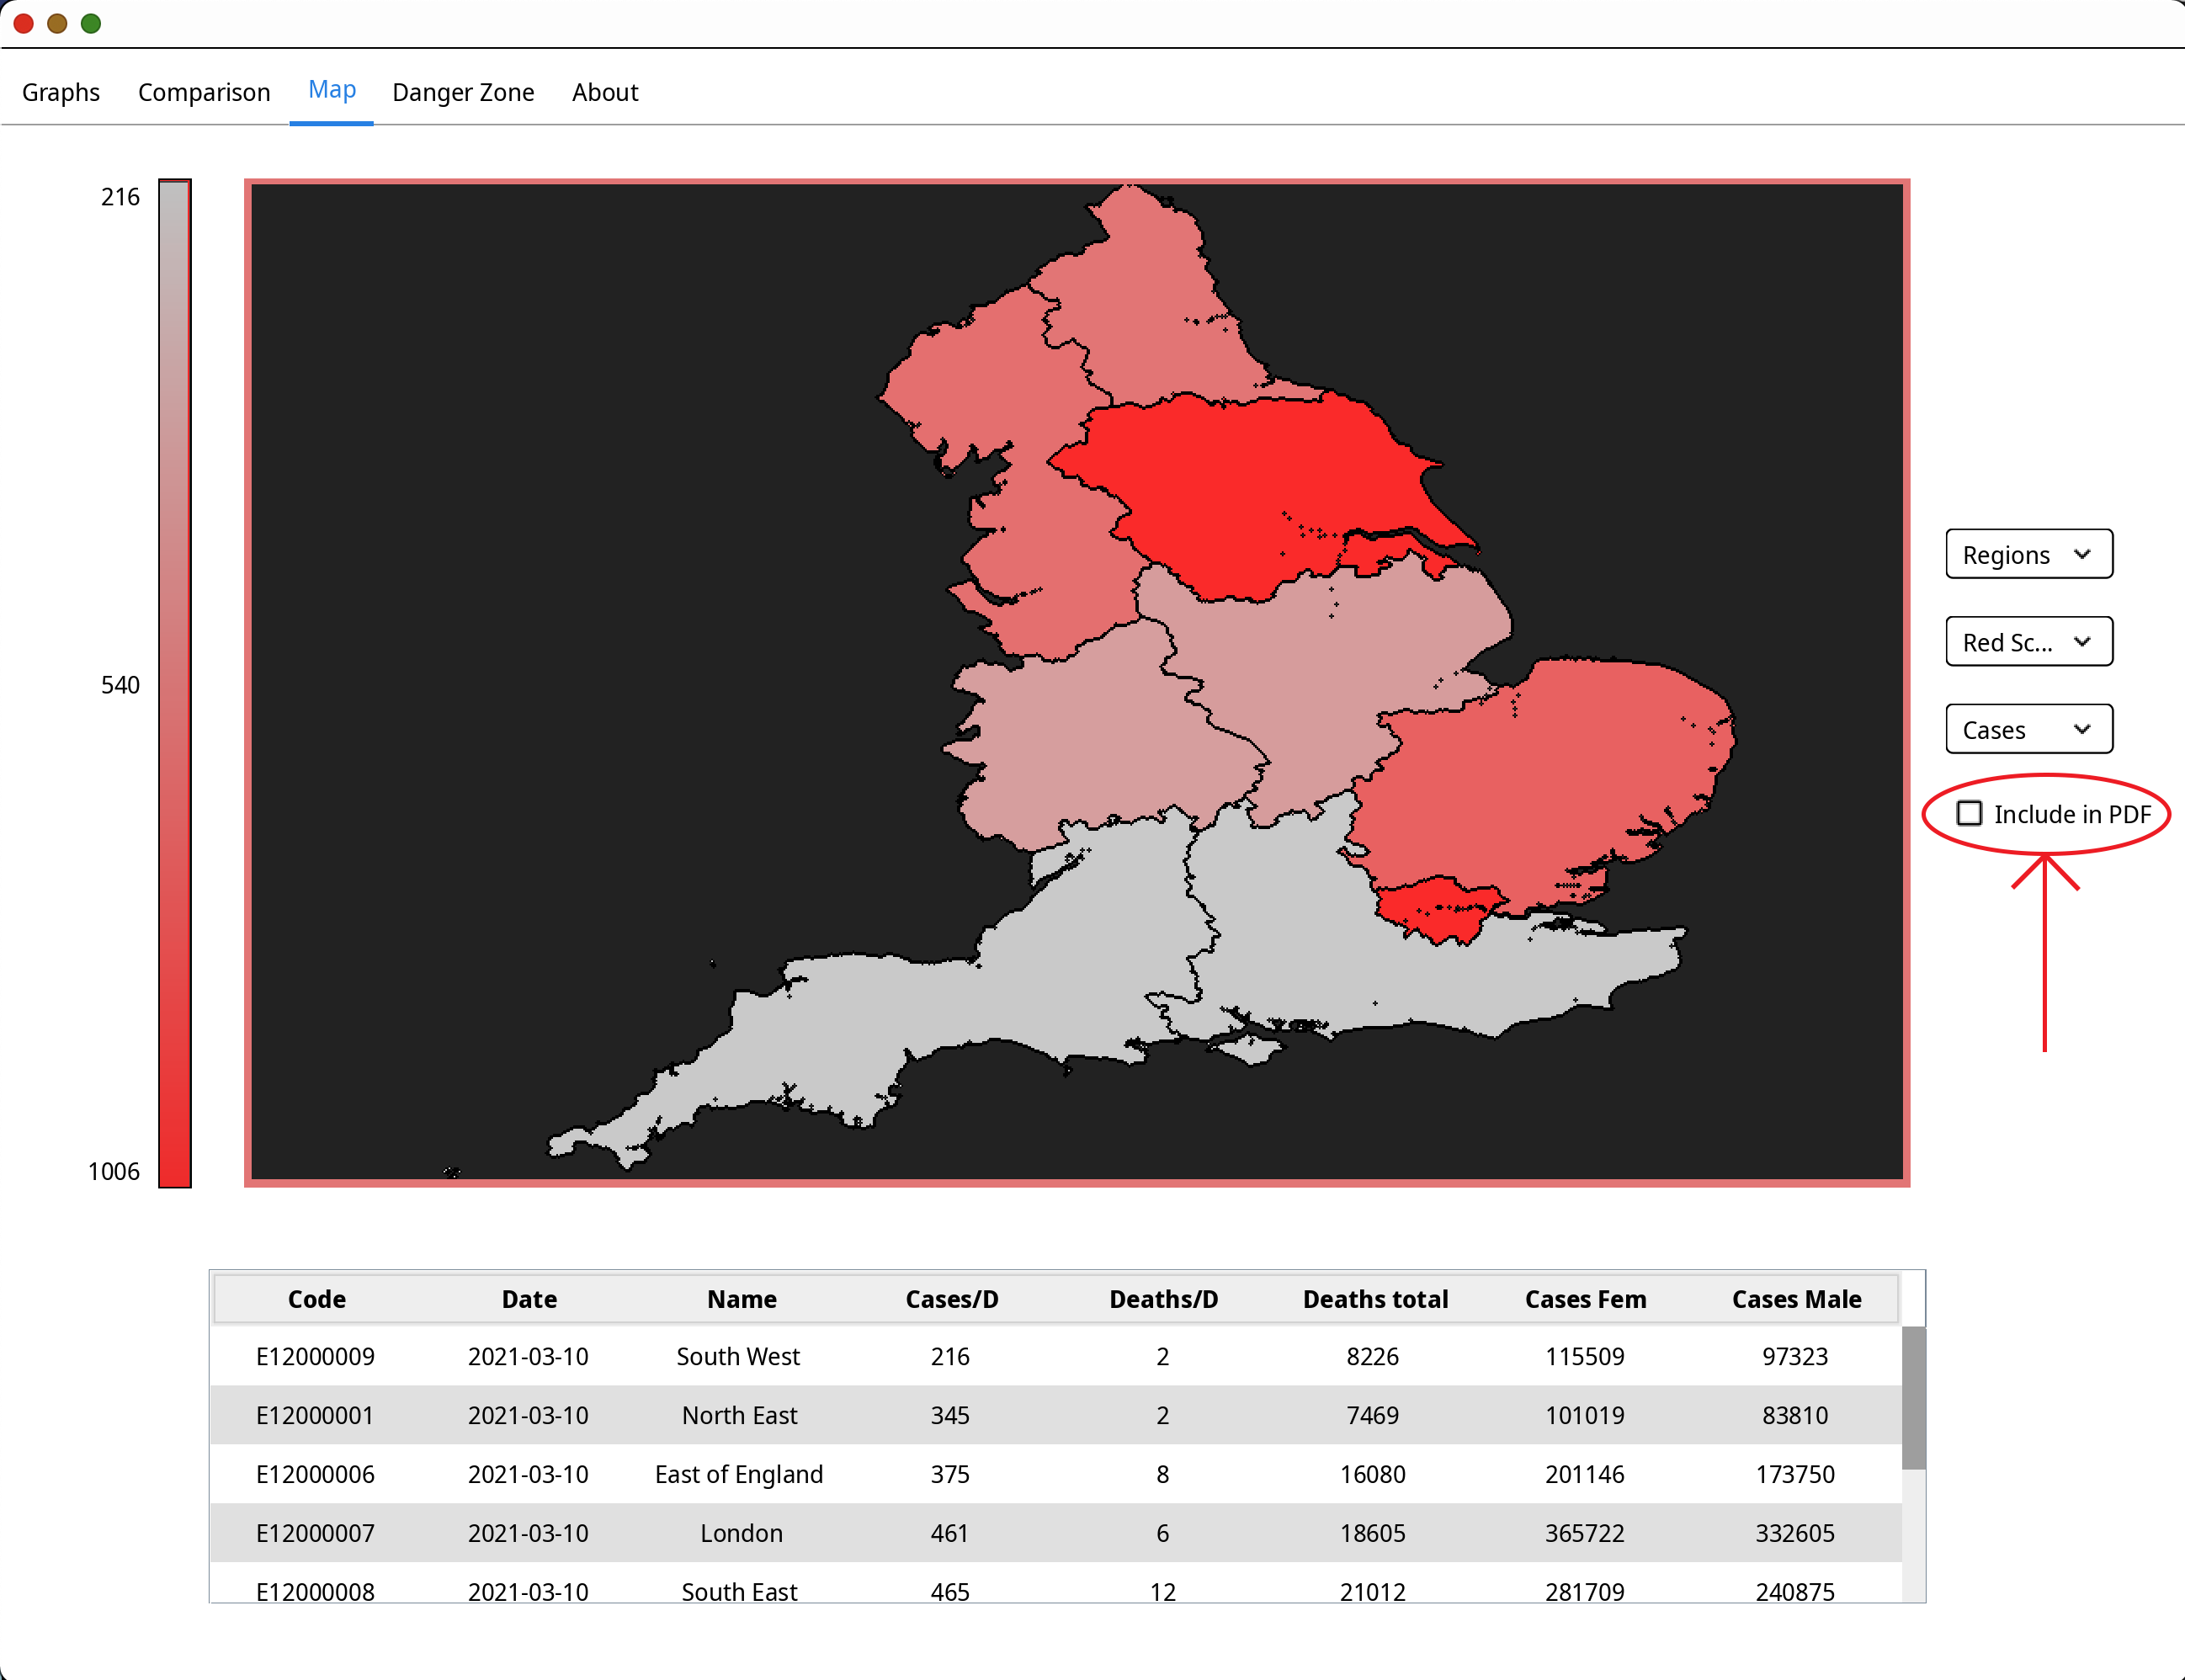 Graphs Comparison Map Danger Zone About
216
540
1006
Regions
Red Sc...
Cases
Include in PDF
Code Date Name Cases/D Deaths/D Deaths total Cases Fem Cases Male
E12000009 2021-03-10 South West 216 2 8226 115509 97323
E12000001 2021-03-10 North East 345 2 7469 101019 83810
E12000006 2021-03-10 East of England 375 8 16080 201146 173750
E12000007 2021-03-10 London 461 6 18605 365722 332605
E12000008 2021-03-10 South East 465 12 21012 281709 240875